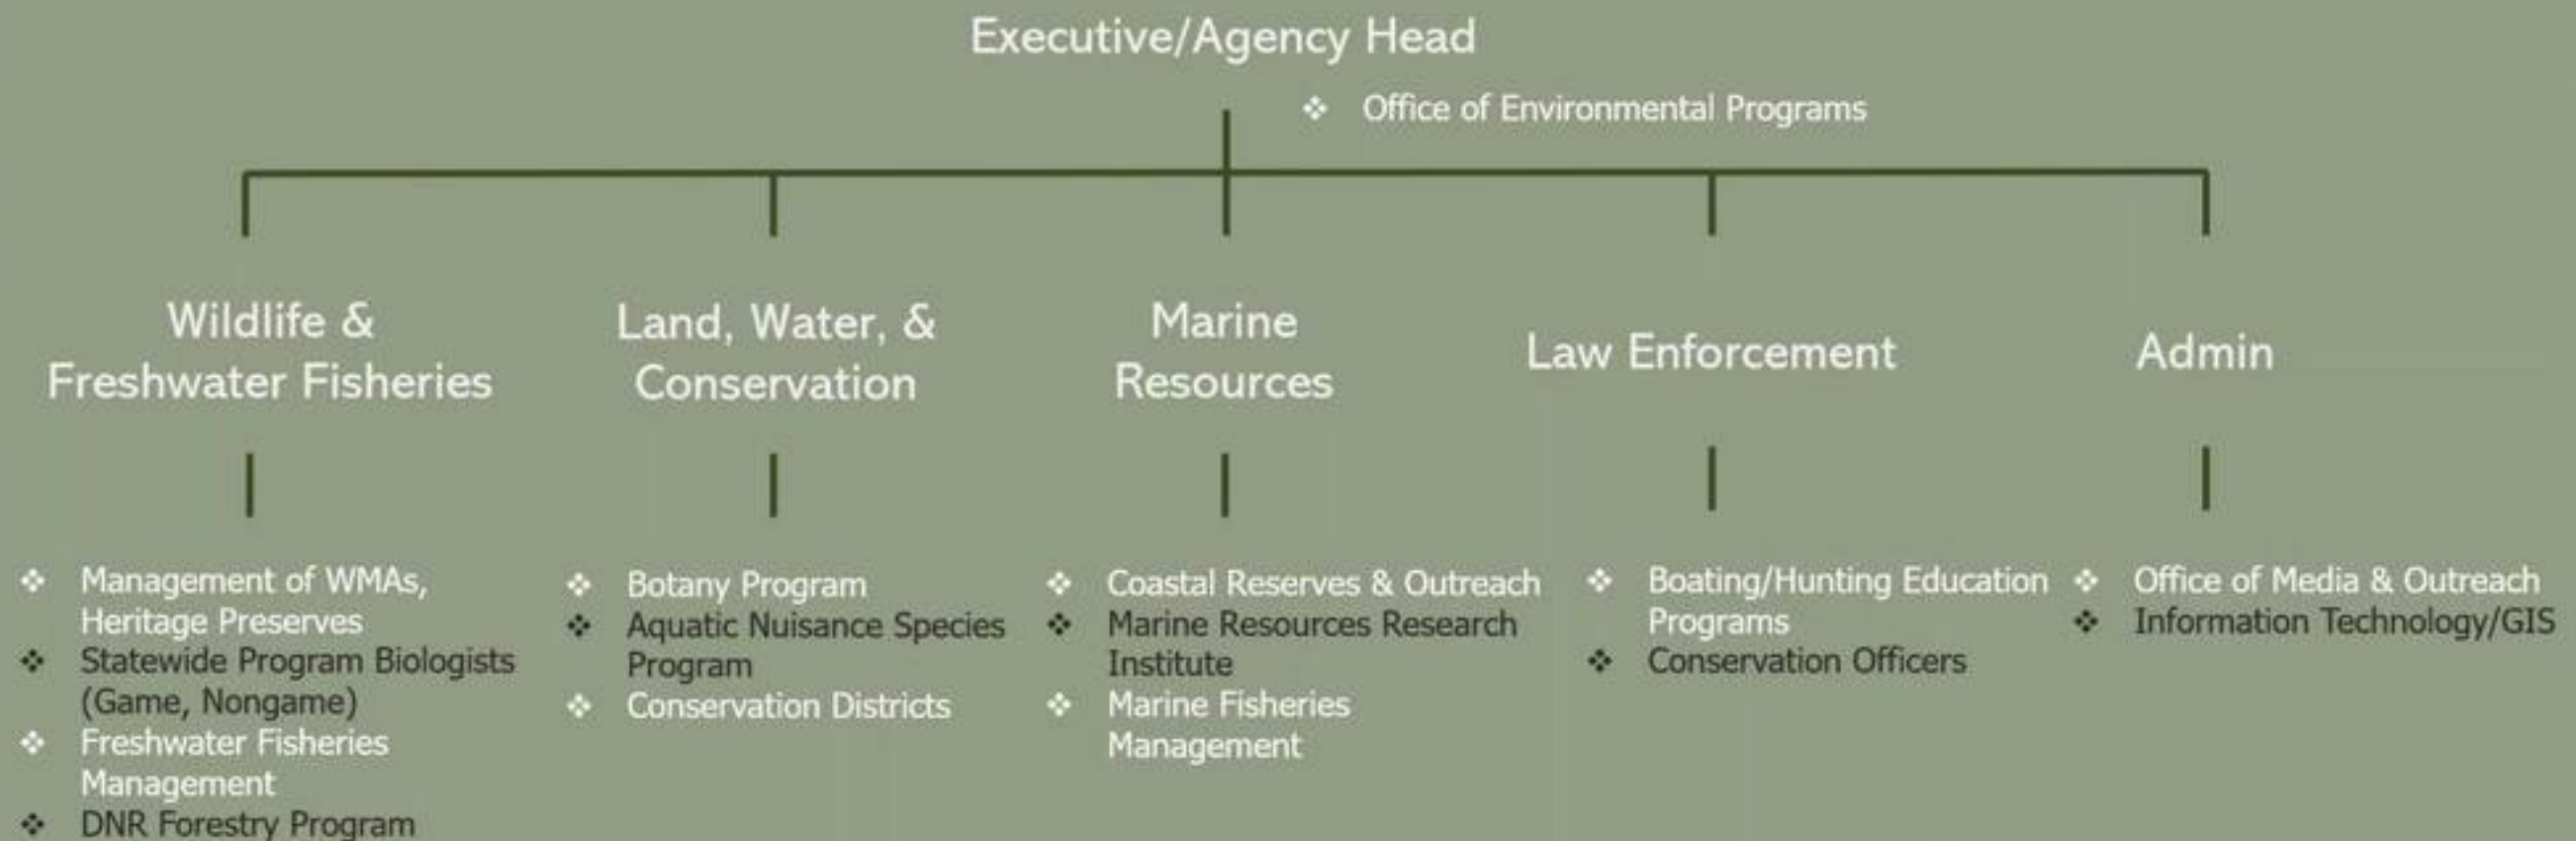 Executive/Agency Head
❖ Office of Environmental Programs
Wildlife &
Freshwater Fisheries
Land, Water, &
Conservation
Marine
Resources
Law Enforcement
Admin
❖ Management of WMAs,
Heritage Preserves
❖ Statewide Program Biologists
(Game, Nongame)
❖ Freshwater Fisheries
Management
❖ DNR Forestry Program
❖ Botany Program
❖ Aquatic Nuisance Species
Program
❖ Conservation Districts
❖ Coastal Reserves & Outreach
❖ Marine Resources Research
Institute
❖ Marine Fisheries
Management
❖ Boating/Hunting Education
Programs
❖ Conservation Officers
❖ Office of Media & Outreach
❖ Information Technology/GIS